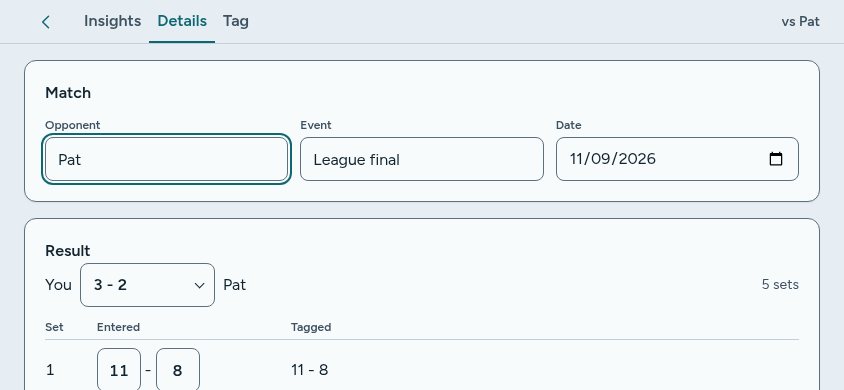 Insights Details Tag vs Pat
Match
Opponent Event Date
Pat League final 11/09/2026
Result
You 3 - 2 Pat 5 sets
Set Entered Tagged
1 11 - 8 11 - 8